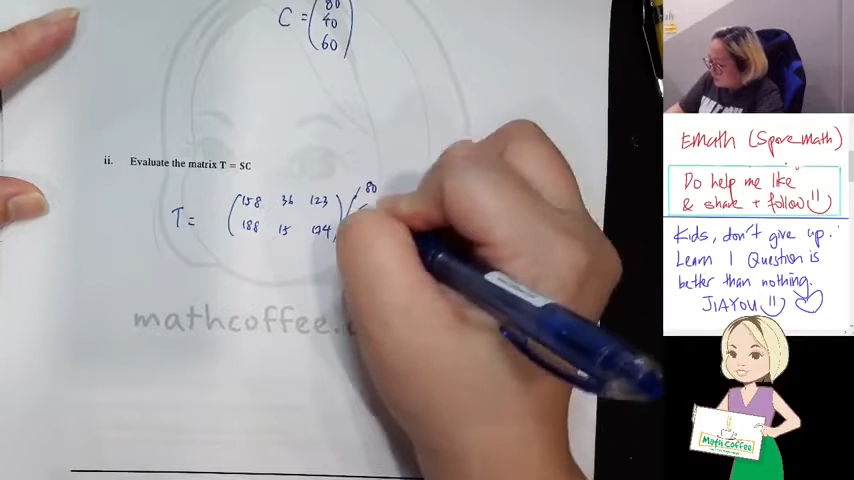 80
C = 40
60
ii. Evaluate the matrix T = SC
T = 158 36 123 80
188 15 124
mathcoffee.
Emath (Spore math)
Do help me like
& share + follow
Kids, don't give up.
Learn 1 Question is
better than nothing.
JIAYOU
Math Coffee